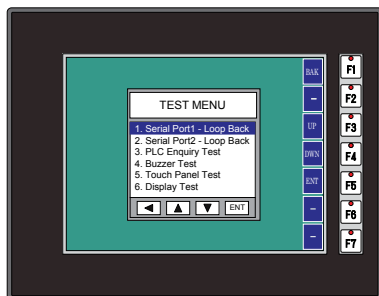 TEST MENU
1. Serial Port1 - Loop Back
2. Serial Port2 - Loop Back
3. PLC Enquiry Test
4. Buzzer Test
5. Touch Panel Test
6. Display Test
ENT
BAK
–
UP
DWN
ENT
–
–
F1
F2
F3
F4
F5
F6
F7